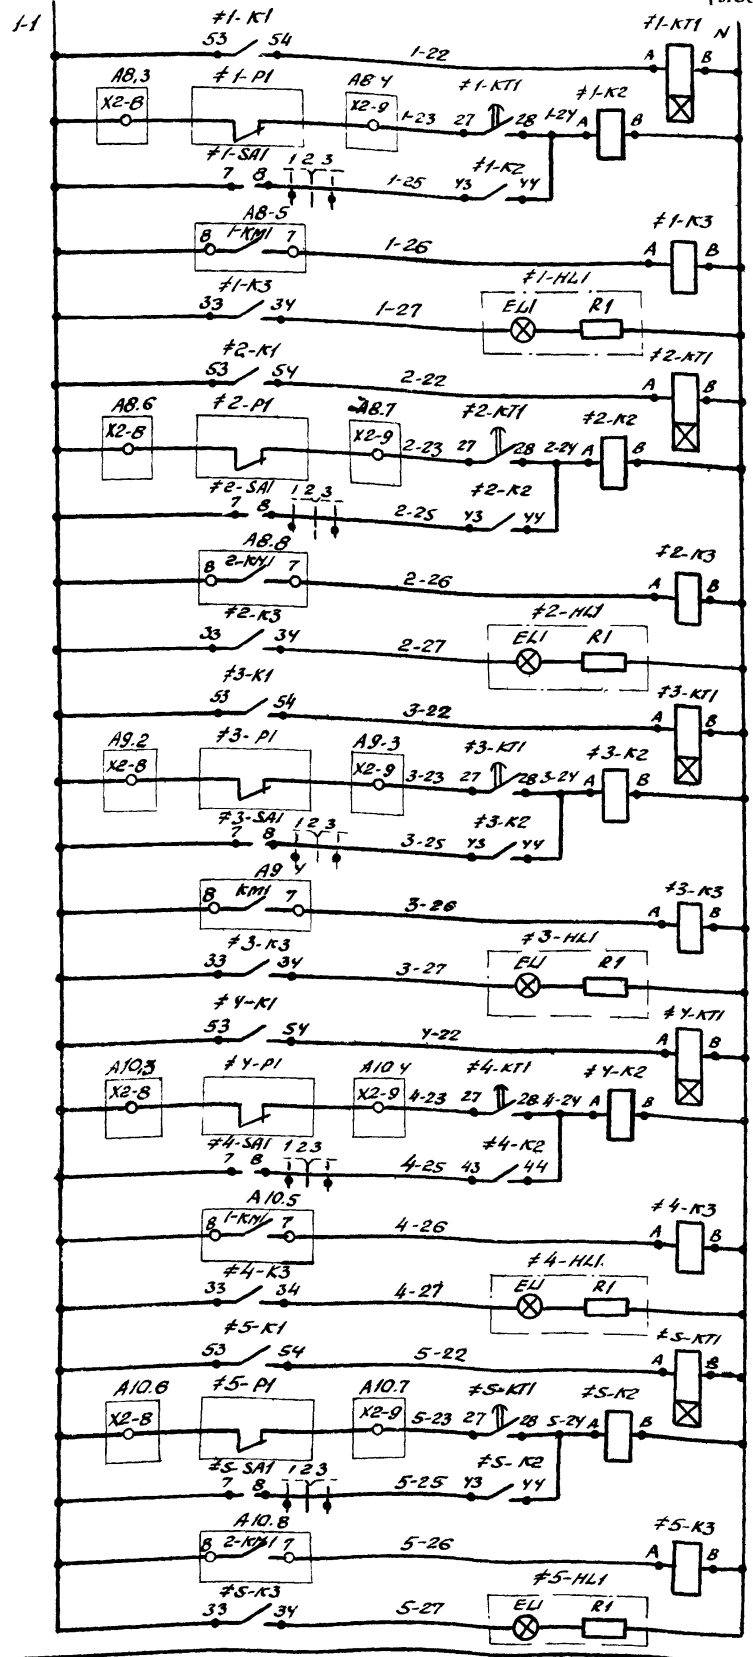 1-1
≠1-K1
≠1-KT1
N
53 54
1-22
A B
A8.3
≠1-P1
A8.4
≠1-KT1
≠1-K2
X2-8
X2-9
1-23
27 28
1-24
A B
≠1-SA1
1 2 3
≠1-K2
7 8
1-25
43 44
A8-5
≠1-K3
8 1-KM1 7
1-26
A B
≠1-K3
≠1-HL1
33 34
1-27
EL1 R1
≠2-K1
≠2-KT1
53 54
2-22
A B
A8.6
≠2-P1
A8.7
≠2-KT1
≠2-K2
X2-8
X2-9
2-23
27 28
2-24
A B
≠2-SA1
1 2 3
≠2-K2
7 8
2-25
43 44
A8.8
≠2-K3
8 2-KM1 7
2-26
A B
≠2-K3
≠2-HL1
33 34
2-27
EL1 R1
≠3-K1
≠3-KT1
53 54
3-22
A B
A9.2
≠3-P1
A9-3
≠3-KT1
≠3-K2
X2-8
X2-9
3-23
27 28
3-24
A B
≠3-SA1
1 2 3
≠3-K2
7 8
3-25
43 44
A9 4
≠3-K3
8 KM1 7
3-26
A B
≠3-K3
≠3-HL1
33 34
3-27
EL1 R1
≠4-K1
≠4-KT1
53 54
4-22
A B
A10,3
≠4-P1
A10.4
≠4-KT1
≠4-K2
X2-8
X2-9
4-23
27 28
4-24
A B
≠4-SA1
1 2 3
≠4-K2
7 8
4-25
43 44
A10.5
≠4-K3
8 1-KM1 7
4-26
A B
≠4-K3
≠4-HL1
33 34
4-27
EL1 R1
≠5-K1
≠5-KT1
53 54
5-22
A B
A10.6
≠5-P1
A10.7
≠5-KT1
≠5-K2
X2-8
X2-9
5-23
27 28
5-24
A B
≠5-SA1
1 2 3
≠5-K2
7 8
5-25
43 44
A10.8
≠5-K3
8 2-KM1 7
5-26
A B
≠5-K3
≠5-HL1
33 34
5-27
EL1 R1